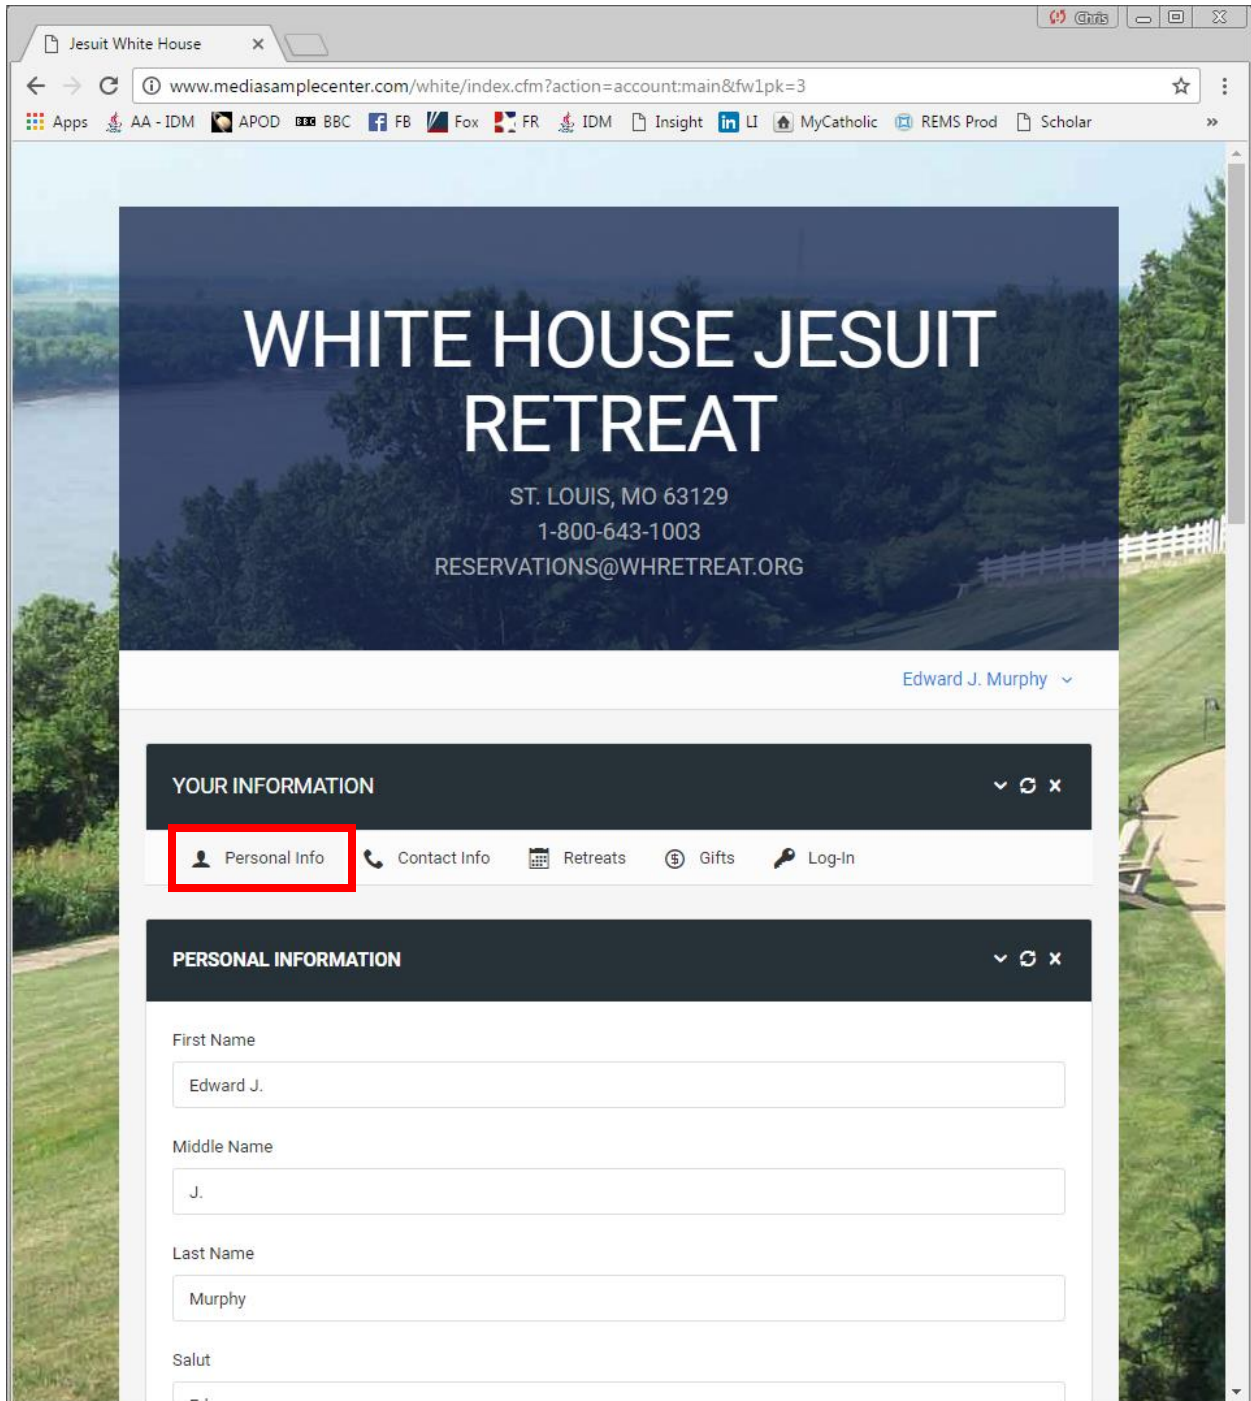 Chris
Jesuit White House
www.mediasamplecenter.com/white/index.cfm?action=account:main&fw1pk=3
Apps AA - IDM APOD BBC BBC FB Fox FR IDM Insight in LI MyCatholic REMS Prod Scholar »
WHITE HOUSE JESUIT
RETREAT
ST. LOUIS, MO 63129
1-800-643-1003
RESERVATIONS@WHRETREAT.ORG
Edward J. Murphy
YOUR INFORMATION
Personal Info Contact Info Retreats Gifts Log-In
PERSONAL INFORMATION
First Name
Edward J.
Middle Name
J.
Last Name
Murphy
Salut